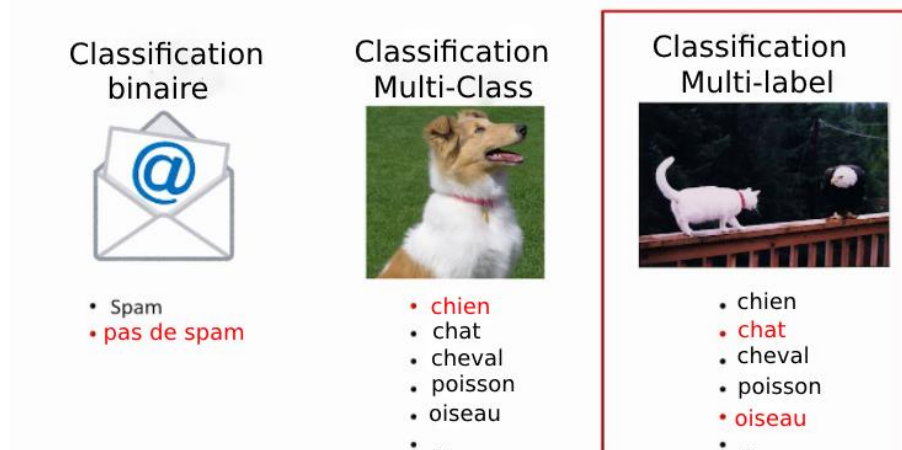 Classification
binaire
@
• Spam
• pas de spam
Classification
Multi-Class
• chien
• chat
• cheval
• poisson
• oiseau
•
Classification
Multi-label
• chien
• chat
• cheval
• poisson
• oiseau
•